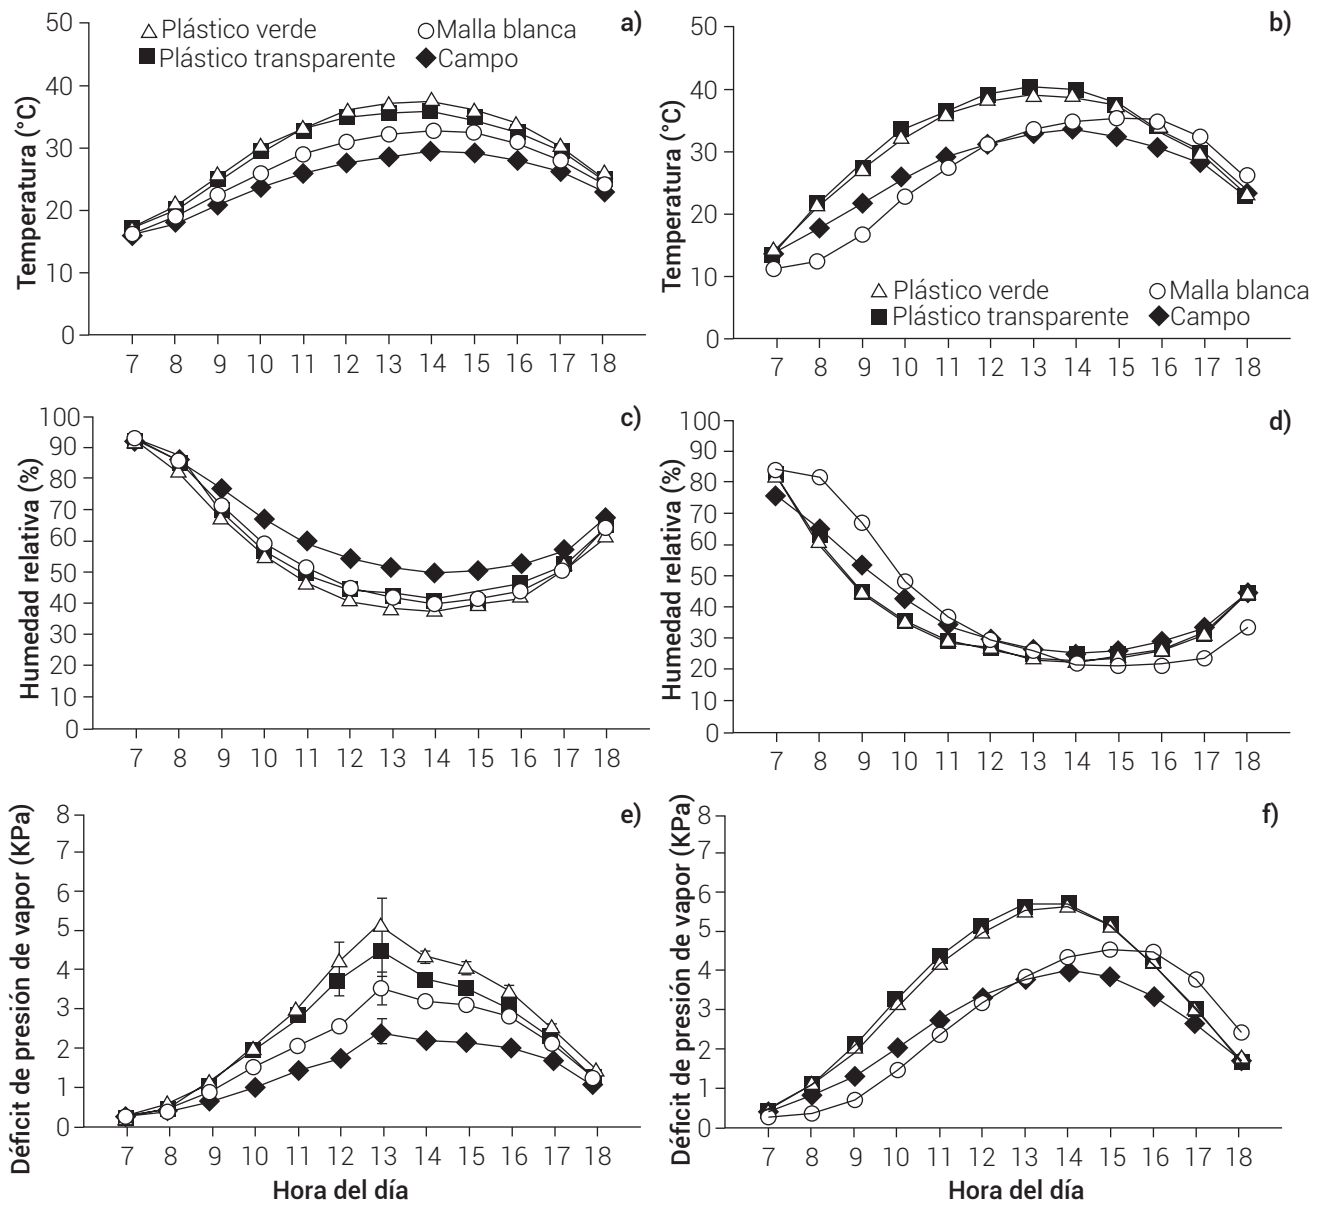 a)
Plástico verde Malla blanca
Plástico transparente Campo
Temperatura (°C)
50
40
30
20
10
0
7 8 9 10 11 12 13 14 15 16 17 18
b)
Temperatura (°C)
50
40
30
20
10
0
Plástico verde Malla blanca
Plástico transparente Campo
7 8 9 10 11 12 13 14 15 16 17 18
c)
Humedad relativa (%)
100
90
80
70
60
50
40
30
20
10
0
7 8 9 10 11 12 13 14 15 16 17 18
d)
Humedad relativa (%)
100
90
80
70
60
50
40
30
20
10
0
7 8 9 10 11 12 13 14 15 16 17 18
e)
Déficit de presión de vapor (KPa)
8
7
6
5
4
3
2
1
0
7 8 9 10 11 12 13 14 15 16 17 18
Hora del día
f)
Déficit de presión de vapor (KPa)
8
7
6
5
4
3
2
1
0
7 8 9 10 11 12 13 14 15 16 17 18
Hora del día